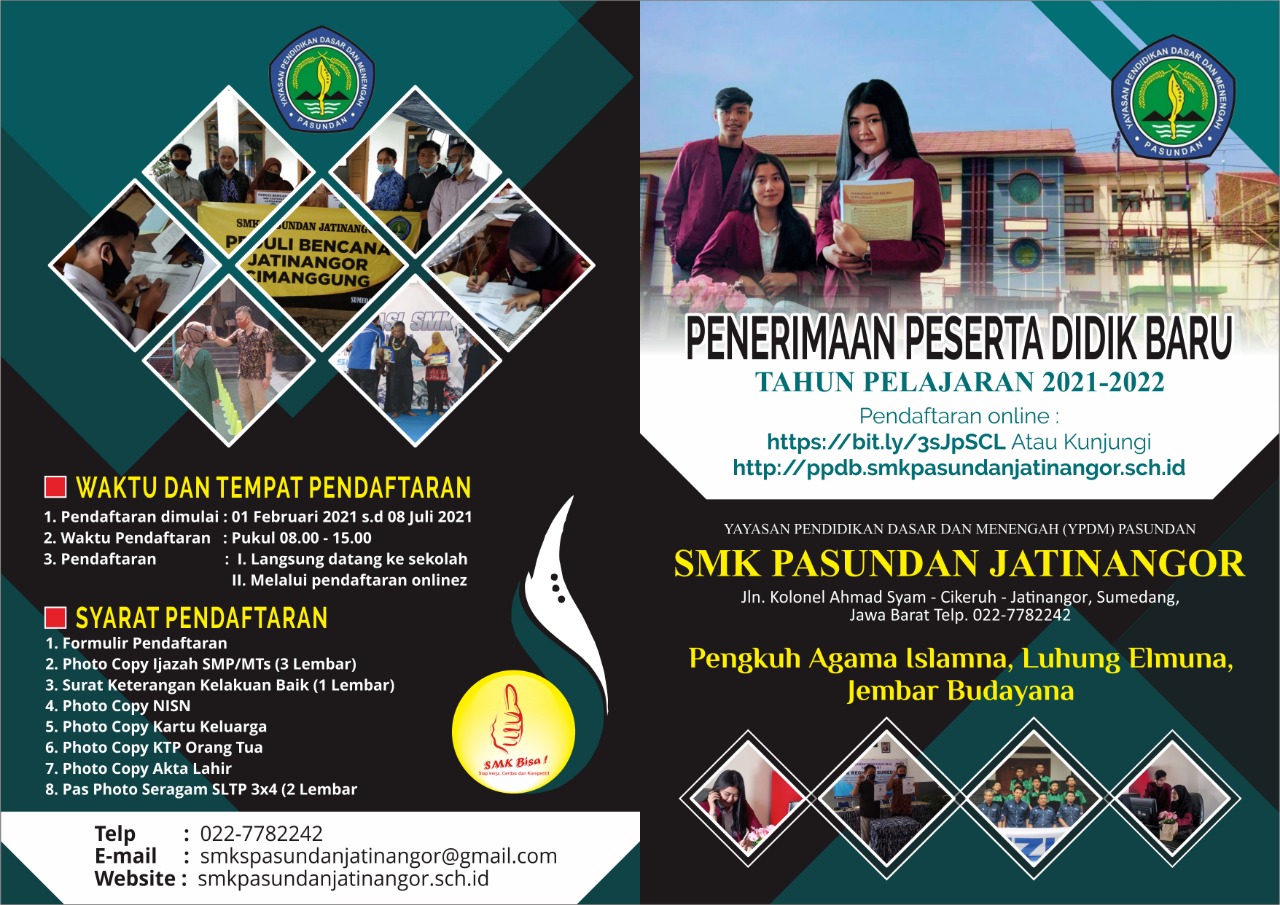 YAYASAN PENDIDIKAN DASAR DAN MENENGAH
PASUNDAN
SMK PASUNDAN JATINANGOR
PEDULI BENCANA
JATINANGOR
CIMANGGUNG
WAKTU DAN TEMPAT PENDAFTARAN
1. Pendaftaran dimulai : 01 Februari 2021 s.d 08 Juli 2021
2. Waktu Pendaftaran : Pukul 08.00 - 15.00
3. Pendaftaran : I. Langsung datang ke sekolah
II. Melalui pendaftaran onlinez
SYARAT PENDAFTARAN
1. Formulir Pendaftaran
2. Photo Copy Ijazah SMP/MTs (3 Lembar)
3. Surat Keterangan Kelakuan Baik (1 Lembar)
4. Photo Copy NISN
5. Photo Copy Kartu Keluarga
6. Photo Copy KTP Orang Tua
7. Photo Copy Akta Lahir
8. Pas Photo Seragam SLTP 3x4 (2 Lembar
SMK Bisa !
Siap Kerja, Cerdas dan Kompetitif
Telp : 022-7782242
E-mail : smkspasundanjatinangor@gmail.com
Website : smkpasundanjatinangor.sch.id
YAYASAN PENDIDIKAN DASAR DAN MENENGAH
PASUNDAN
PENERIMAAN PESERTA DIDIK BARU
TAHUN PELAJARAN 2021-2022
Pendaftaran online :
https://bit.ly/3sJpSCL Atau Kunjungi
http://ppdb.smkpasundanjatinangor.sch.id
YAYASAN PENDIDIKAN DASAR DAN MENENGAH (YPDM) PASUNDAN
SMK PASUNDAN JATINANGOR
Jln. Kolonel Ahmad Syam - Cikeruh - Jatinangor, Sumedang,
Jawa Barat Telp. 022-7782242
Pengkuh Agama Islamna, Luhung Elmuna,
Jembar Budayana